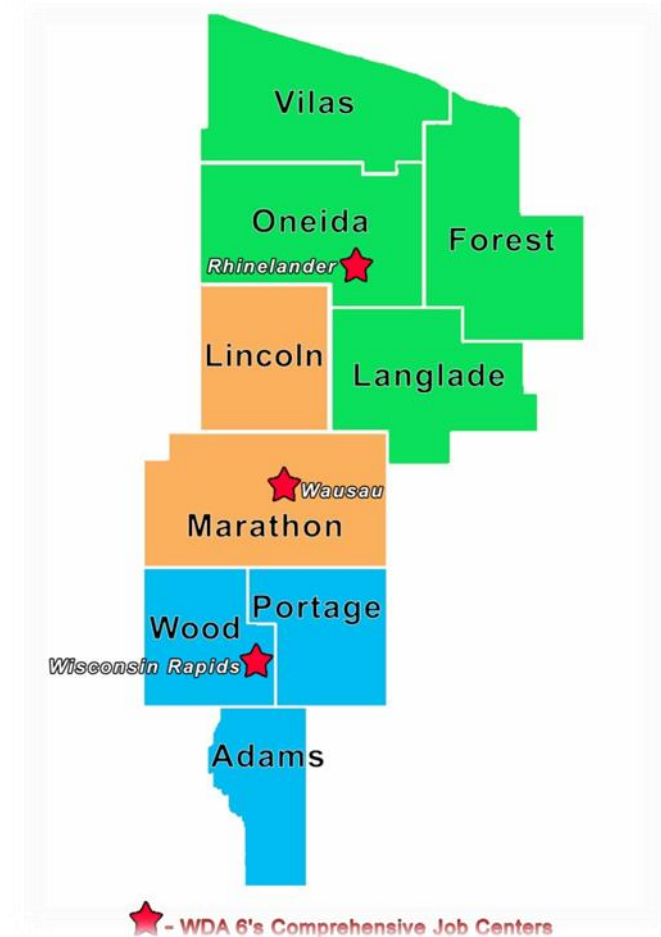 Vilas
Oneida
Forest
Rhinelander
Lincoln
Langlade
Wausau
Marathon
Portage
Wood
Wisconsin Rapids
Adams
- WDA 6's Comprehensive Job Centers